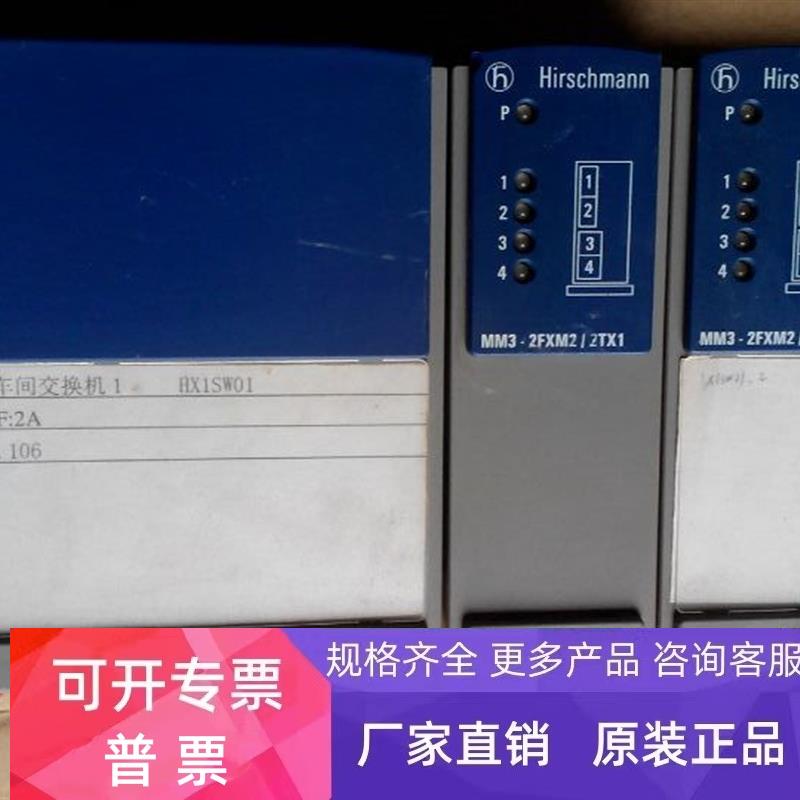 Hirschmann
P
1
2
3
4
1
2
3
4
MM3 - 2FXM2 / 2TX1
Hirs
P
1
2
3
4
MM3 - 2FXM2 /
车间交换机1 HX1SW01
F:2A
106
可开专票
普票
规格齐全 更多产品 咨询客服
厂家直销 原装正品